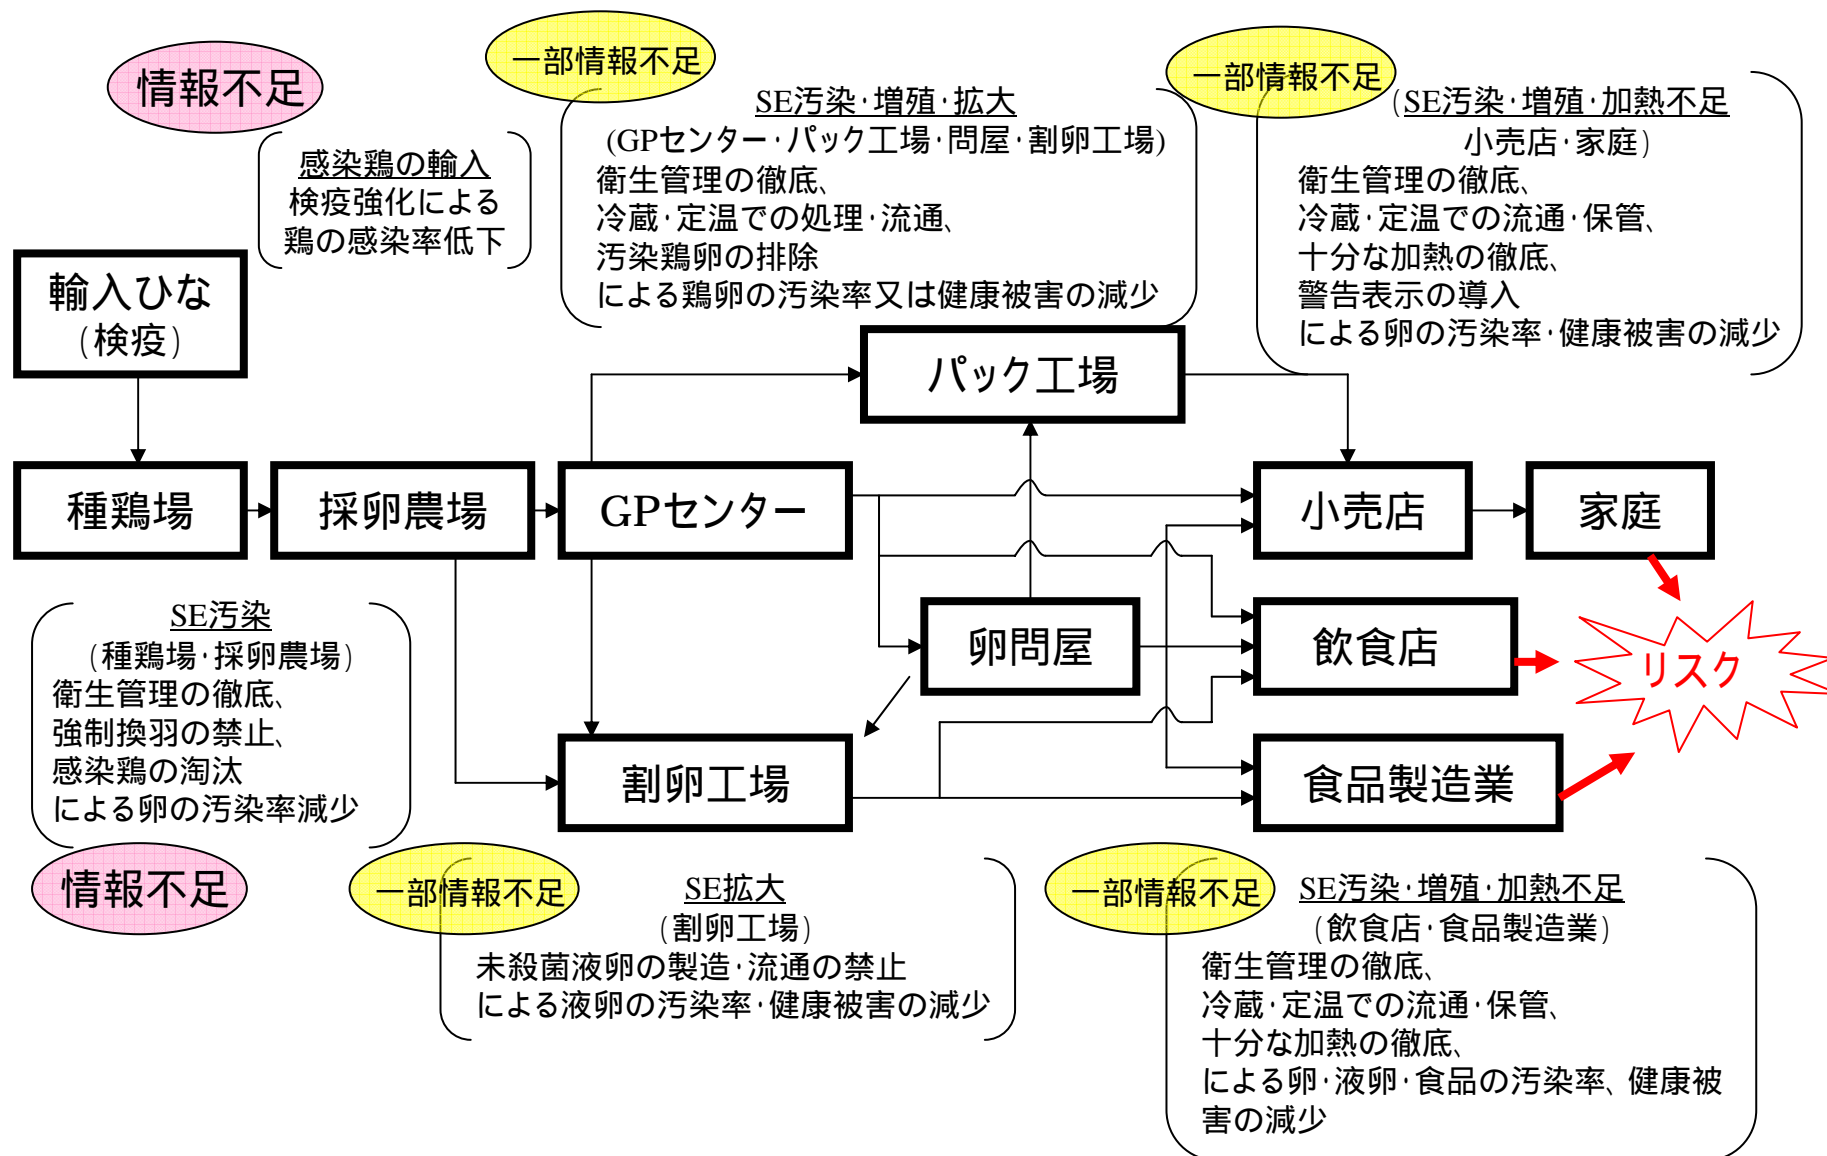 情報不足
一部情報不足
一部情報不足
感染鶏の輸入
検疫強化による
鶏の感染率低下
SE汚染・増殖・拡大
(GPセンター・パック工場・問屋・割卵工場)
衛生管理の徹底、
冷蔵・定温での処理・流通、
汚染鶏卵の排除
による鶏卵の汚染率又は健康被害の減少
(SE汚染・増殖・加熱不足
小売店・家庭)
衛生管理の徹底、
冷蔵・定温での流通・保管、
十分な加熱の徹底、
警告表示の導入
による卵の汚染率・健康被害の減少
輸入ひな
(検疫)
パック工場
種鶏場
採卵農場
GPセンター
小売店
家庭
卵問屋
飲食店
リスク
割卵工場
食品製造業
SE汚染
(種鶏場・採卵農場)
衛生管理の徹底、
強制換羽の禁止、
感染鶏の淘汰
による卵の汚染率減少
情報不足
一部情報不足
SE拡大
(割卵工場)
未殺菌液卵の製造・流通の禁止
による液卵の汚染率・健康被害の減少
一部情報不足
SE汚染・増殖・加熱不足
(飲食店・食品製造業)
衛生管理の徹底、
冷蔵・定温での流通・保管、
十分な加熱の徹底、
による卵・液卵・食品の汚染率、健康被
害の減少